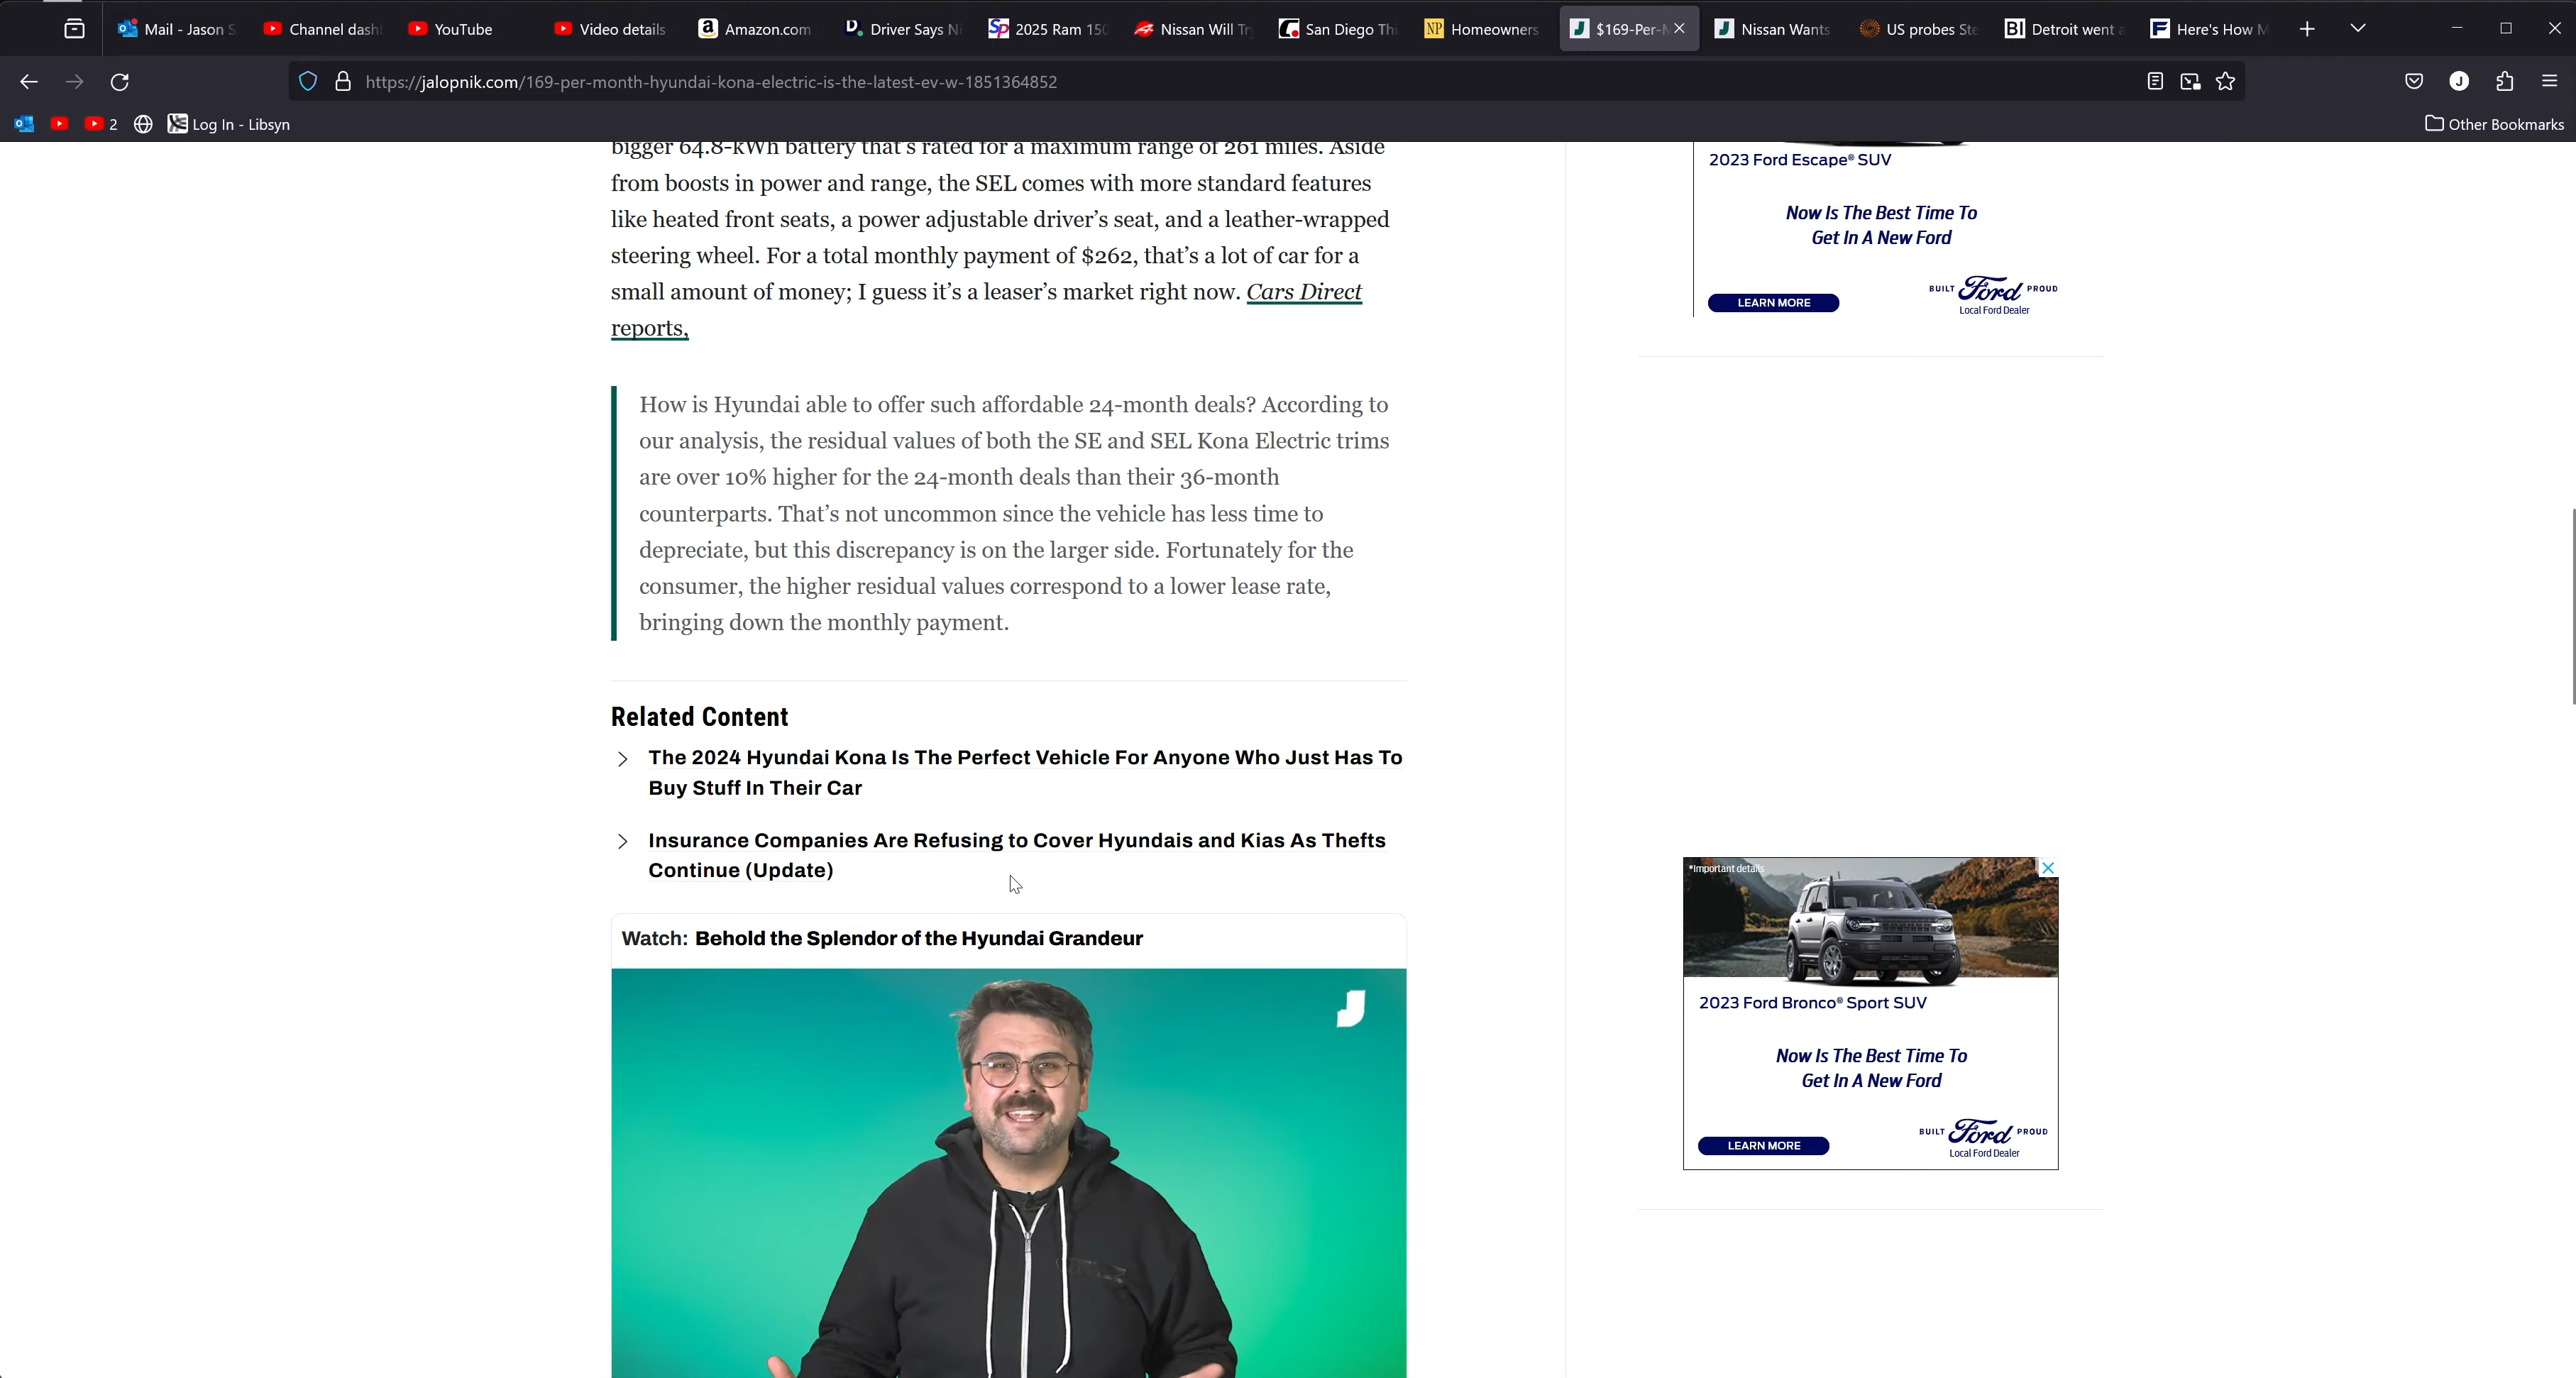 Mail - Jason S
Channel dash
YouTube
Video details
Amazon.com
Driver Says Ni
2025 Ram 150
Nissan Will Tr
San Diego Thi
Homeowners
$169-Per-M
Nissan Wants
US probes Ste
Detroit went a
Here's How M
https://jalopnik.com/169-per-month-hyundai-kona-electric-is-the-latest-ev-w-1851364852
2
Log In - Libsyn
Other Bookmarks
bigger 64.8-kWh battery that's rated for a maximum range of 261 miles. Aside
from boosts in power and range, the SEL comes with more standard features
like heated front seats, a power adjustable driver's seat, and a leather-wrapped
steering wheel. For a total monthly payment of $262, that's a lot of car for a
small amount of money; I guess it's a leaser's market right now. Cars Direct
reports,
How is Hyundai able to offer such affordable 24-month deals? According to
our analysis, the residual values of both the SE and SEL Kona Electric trims
are over 10% higher for the 24-month deals than their 36-month
counterparts. That's not uncommon since the vehicle has less time to
depreciate, but this discrepancy is on the larger side. Fortunately for the
consumer, the higher residual values correspond to a lower lease rate,
bringing down the monthly payment.
Related Content
The 2024 Hyundai Kona Is The Perfect Vehicle For Anyone Who Just Has To
Buy Stuff In Their Car
Insurance Companies Are Refusing to Cover Hyundais and Kias As Thefts
Continue (Update)
Watch: Behold the Splendor of the Hyundai Grandeur
2023 Ford Escape® SUV
Now Is The Best Time To
Get In A New Ford
LEARN MORE
BUILT Ford PROUD
Local Ford Dealer
*Important details
2023 Ford Bronco® Sport SUV
Now Is The Best Time To
Get In A New Ford
LEARN MORE
BUILT Ford PROUD
Local Ford Dealer